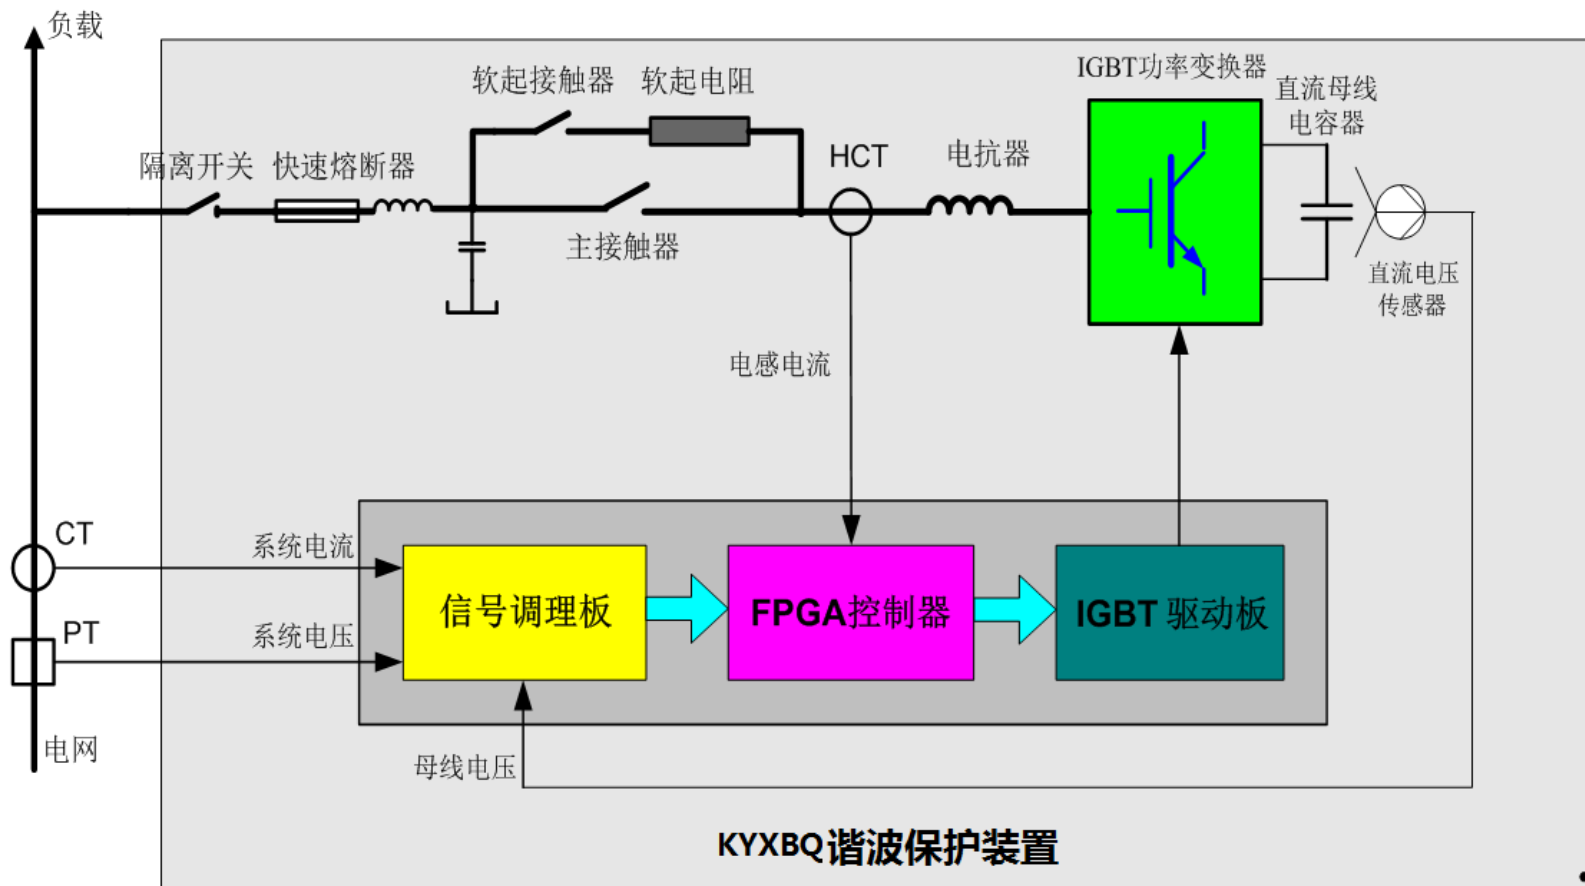 负载
IGBT功率变换器
软起接触器
软起电阻
直流母线
电容器
隔离开关
快速熔断器
HCT
电抗器
主接触器
直流电压
传感器
电感电流
CT
系统电流
信号调理板
FPGA控制器
IGBT 驱动板
PT
系统电压
电网
母线电压
KYXBQ谐波保护装置